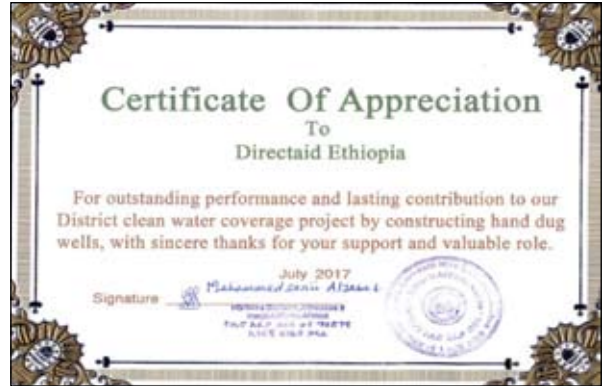 Certificate Of Appreciation
To
Directaid Ethiopia
For outstanding performance and lasting contribution to our
District clean water coverage project by constructing hand dug
wells, with sincere thanks for your support and valuable role.
July 2017
Signature